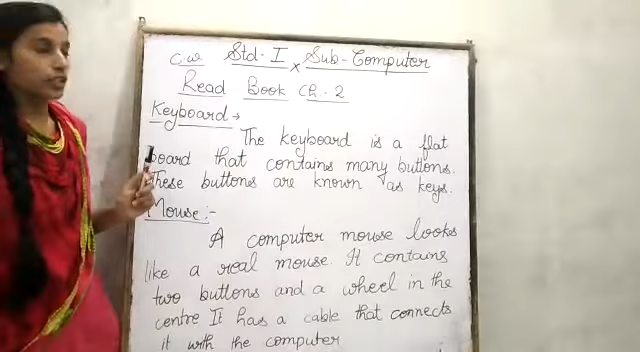 C.W Std-I x Sub-Computer
Read Book Ch.2
Keyboard→
The keyboard is a flat
board that contains many buttons.
These buttons are known as keys.
Mouse:-
A computer mouse lookes
like a real mouse. It contains
two buttons and a wheel in the
centre It has a cable that connects
it with the computer